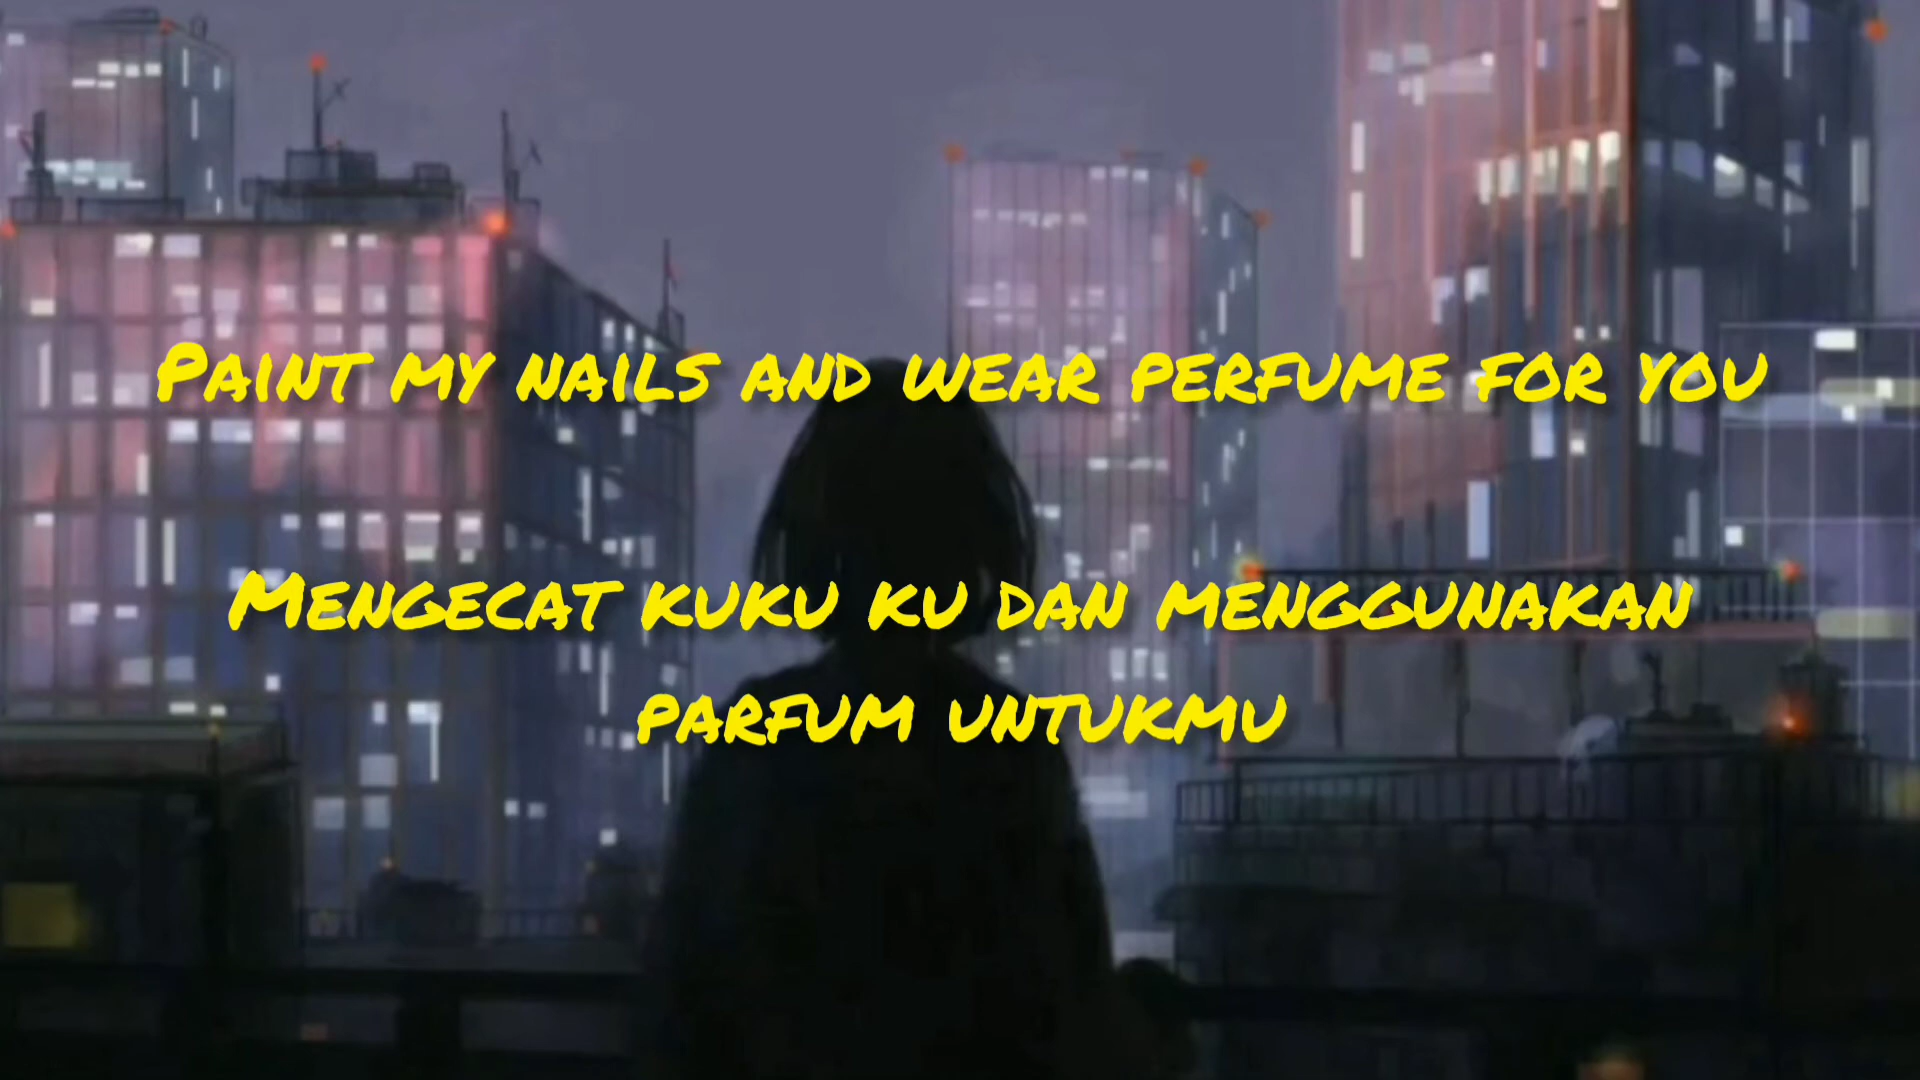 Paint my nails and wear perfume for you
Mengecat kuku ku dan menggunakan
parfum untukmu